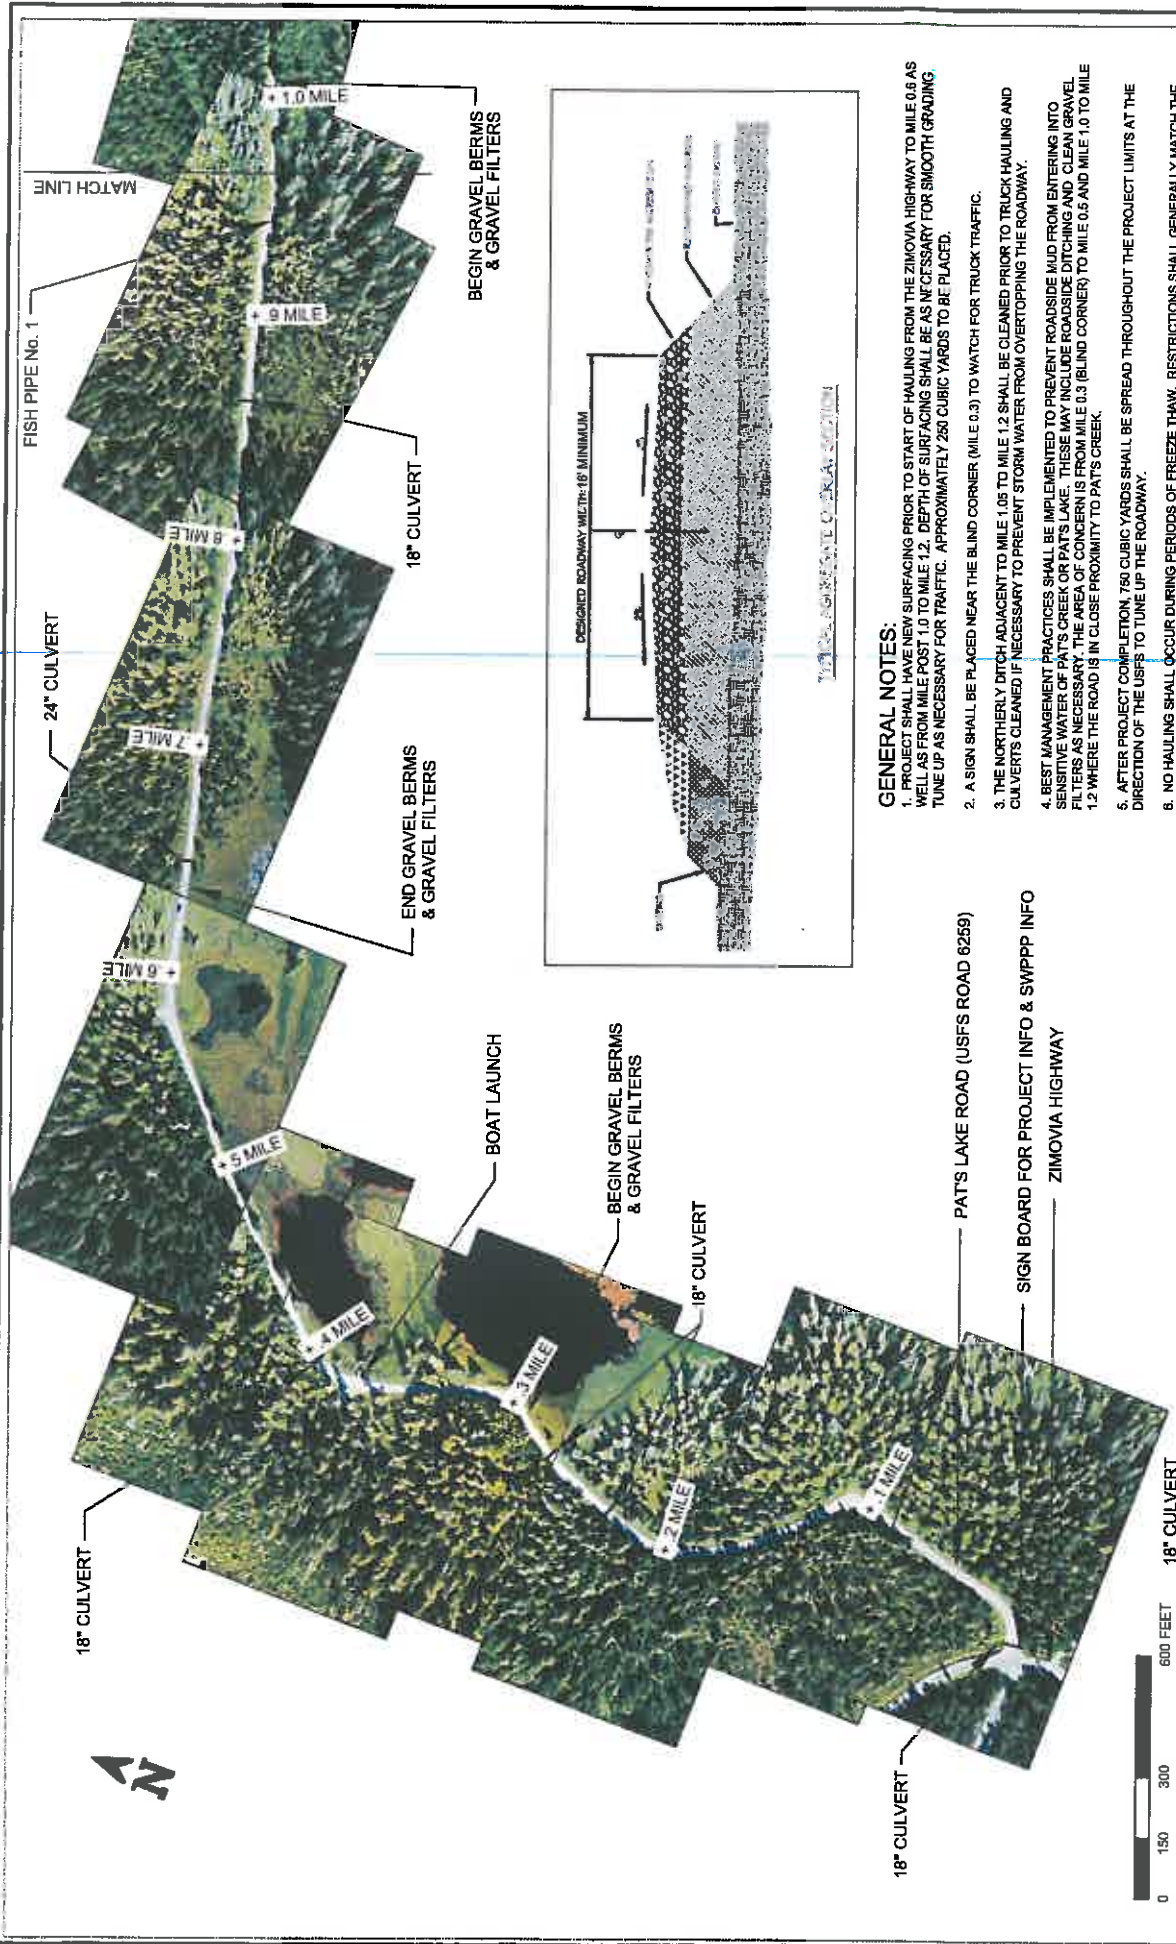 FISH PIPE No. 1
MATCH LINE
24" CULVERT
18" CULVERT
+ 1.0 MILE
+ .9 MILE
+ .8 MILE
+ .7 MILE
+ .6 MILE
+ .5 MILE
+ .4 MILE
+ .3 MILE
+ .2 MILE
+ .1 MILE
BEGIN GRAVEL BERMS
& GRAVEL FILTERS
18" CULVERT
END GRAVEL BERMS
& GRAVEL FILTERS
BOAT LAUNCH
BEGIN GRAVEL BERMS
& GRAVEL FILTERS
18" CULVERT
PAT'S LAKE ROAD (USFS ROAD 6259)
SIGN BOARD FOR PROJECT INFO & SWPPP INFO
ZIMOVIA HIGHWAY
18" CULVERT
18" CULVERT
N
0 150 300 600 FEET
DESIGNED ROADWAY WIDTH: 16' MINIMUM
GENERAL NOTES:
1. PROJECT SHALL HAVE NEW SURFACING PRIOR TO START OF HAULING FROM THE ZIMOVIA HIGHWAY TO MILE 0.6 AS
WELL AS FROM MILE POST 1.0 TO MILE 1.2. DEPTH OF SURFACING SHALL BE AS NECESSARY FOR SMOOTH GRADING,
TUNE UP AS NECESSARY FOR TRAFFIC. APPROXIMATELY 250 CUBIC YARDS TO BE PLACED.
2. A SIGN SHALL BE PLACED NEAR THE BLIND CORNER (MILE 0.3) TO WATCH FOR TRUCK TRAFFIC.
3. THE NORTHERLY DITCH ADJACENT TO MILE 1.05 TO MILE 1.2 SHALL BE CLEANED PRIOR TO TRUCK HAULING AND
CULVERTS CLEANED IF NECESSARY TO PREVENT STORM WATER FROM OVERTOPPING THE ROADWAY.
4. BEST MANAGEMENT PRACTICES SHALL BE IMPLEMENTED TO PREVENT ROADSIDE MUD FROM ENTERING INTO
SENSITIVE WATER OF PAT'S CREEK OR PAT'S LAKE. THESE MAY INCLUDE ROADSIDE DITCHING AND CLEAN GRAVEL
FILTERS AS NECESSARY. THE AREA OF CONCERN IS FROM MILE 0.3 (BLIND CORNER) TO MILE 0.5 AND MILE 1.0 TO MILE
1.2 WHERE THE ROAD IS IN CLOSE PROXIMITY TO PAT'S CREEK.
5. AFTER PROJECT COMPLETION, 750 CUBIC YARDS SHALL BE SPREAD THROUGHOUT THE PROJECT LIMITS AT THE
DIRECTION OF THE USFS TO TUNE UP THE ROADWAY.
6. NO HAULING SHALL OCCUR DURING PERIODS OF FREEZE THAW. RESTRICTIONS SHALL GENERALLY MATCH THE